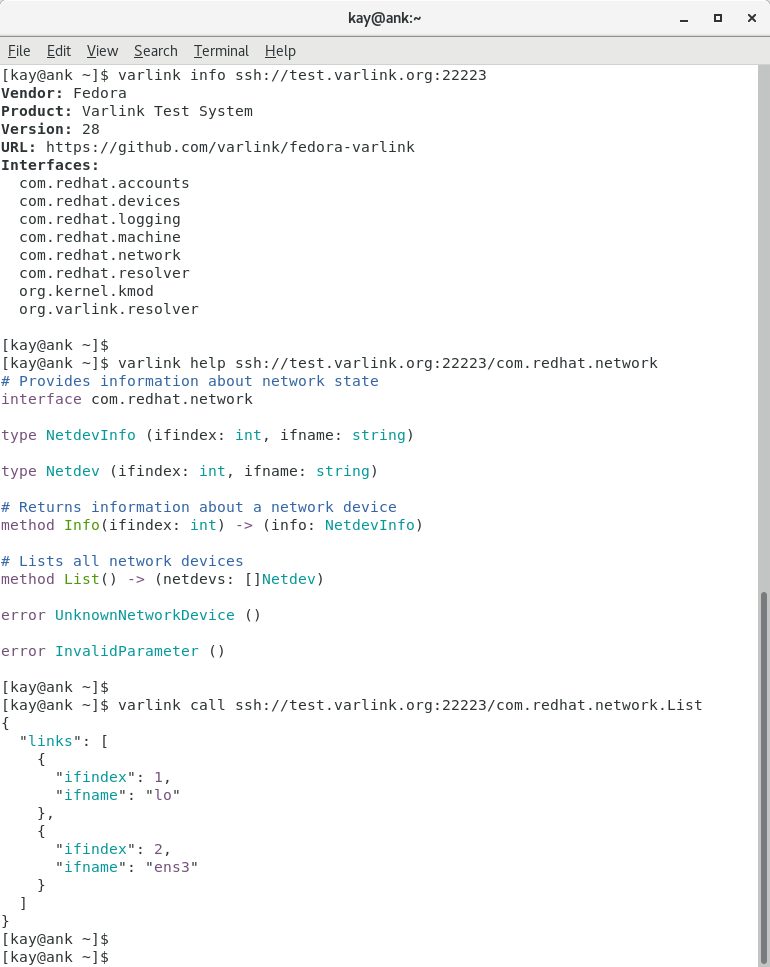 kay@ank:~
File Edit View Search Terminal Help
[kay@ank ~]$ varlink info ssh://test.varlink.org:22223
Vendor: Fedora
Product: Varlink Test System
Version: 28
URL: https://github.com/varlink/fedora-varlink
Interfaces:
  com.redhat.accounts
  com.redhat.devices
  com.redhat.logging
  com.redhat.machine
  com.redhat.network
  com.redhat.resolver
  org.kernel.kmod
  org.varlink.resolver

[kay@ank ~]$
[kay@ank ~]$ varlink help ssh://test.varlink.org:22223/com.redhat.network
# Provides information about network state
interface com.redhat.network

type NetdevInfo (ifindex: int, ifname: string)

type Netdev (ifindex: int, ifname: string)

# Returns information about a network device
method Info(ifindex: int) -> (info: NetdevInfo)

# Lists all network devices
method List() -> (netdevs: []Netdev)

error UnknownNetworkDevice ()

error InvalidParameter ()

[kay@ank ~]$
[kay@ank ~]$ varlink call ssh://test.varlink.org:22223/com.redhat.network.List
{
  "links": [
    {
      "ifindex": 1,
      "ifname": "lo"
    },
    {
      "ifindex": 2,
      "ifname": "ens3"
    }
  ]
}
[kay@ank ~]$
[kay@ank ~]$